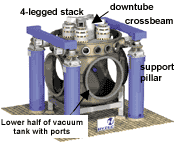 4-legged stack
downtube
crossbeam
support
pillar
Lower half of vacuum
tank with ports